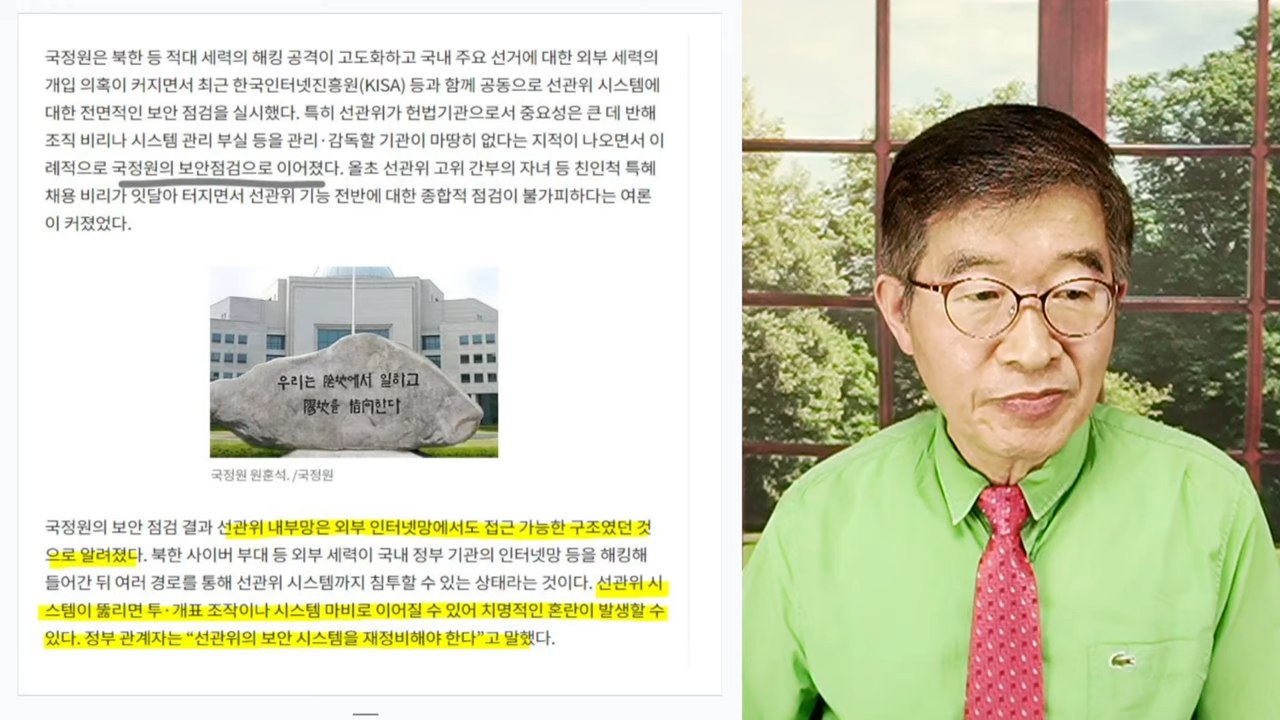 국정원은 북한 등 적대 세력의 해킹 공격이 고도화하고 국내 주요 선거에 대한 외부 세력의
개입 의혹이 커지면서 최근 한국인터넷진흥원(KISA) 등과 함께 공동으로 선관위 시스템에
대한 전면적인 보안 점검을 실시했다. 특히 선관위가 헌법기관으로서 중요성은 큰 데 반해
조직 비리나 시스템 관리 부실 등을 관리·감독할 기관이 마땅히 없다는 지적이 나오면서 이
례적으로 국정원의 보안점검으로 이어졌다. 올초 선관위 고위 간부의 자녀 등 친인척 특혜
채용 비리가 잇달아 터지면서 선관위 기능 전반에 대한 종합적 점검이 불가피하다는 여론
이 커졌었다.
우리는 陰地에서 일하고
陽地를 指向한다
국정원 원훈석. /국정원
국정원의 보안 점검 결과 선관위 내부망은 외부 인터넷망에서도 접근 가능한 구조였던 것
으로 알려졌다. 북한 사이버 부대 등 외부 세력이 국내 정부 기관의 인터넷망 등을 해킹해
들어간 뒤 여러 경로를 통해 선관위 시스템까지 침투할 수 있는 상태라는 것이다. 선관위 시
스템이 뚫리면 투·개표 조작이나 시스템 마비로 이어질 수 있어 치명적인 혼란이 발생할 수
있다. 정부 관계자는 “선관위의 보안 시스템을 재정비해야 한다”고 말했다.